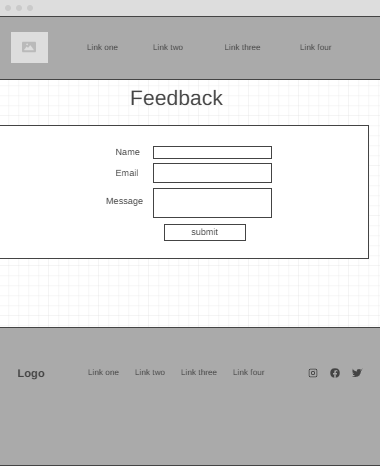 Link one Link two Link three Link four
Feedback
Name
Email
Message
submit
Logo Link one Link two Link three Link four